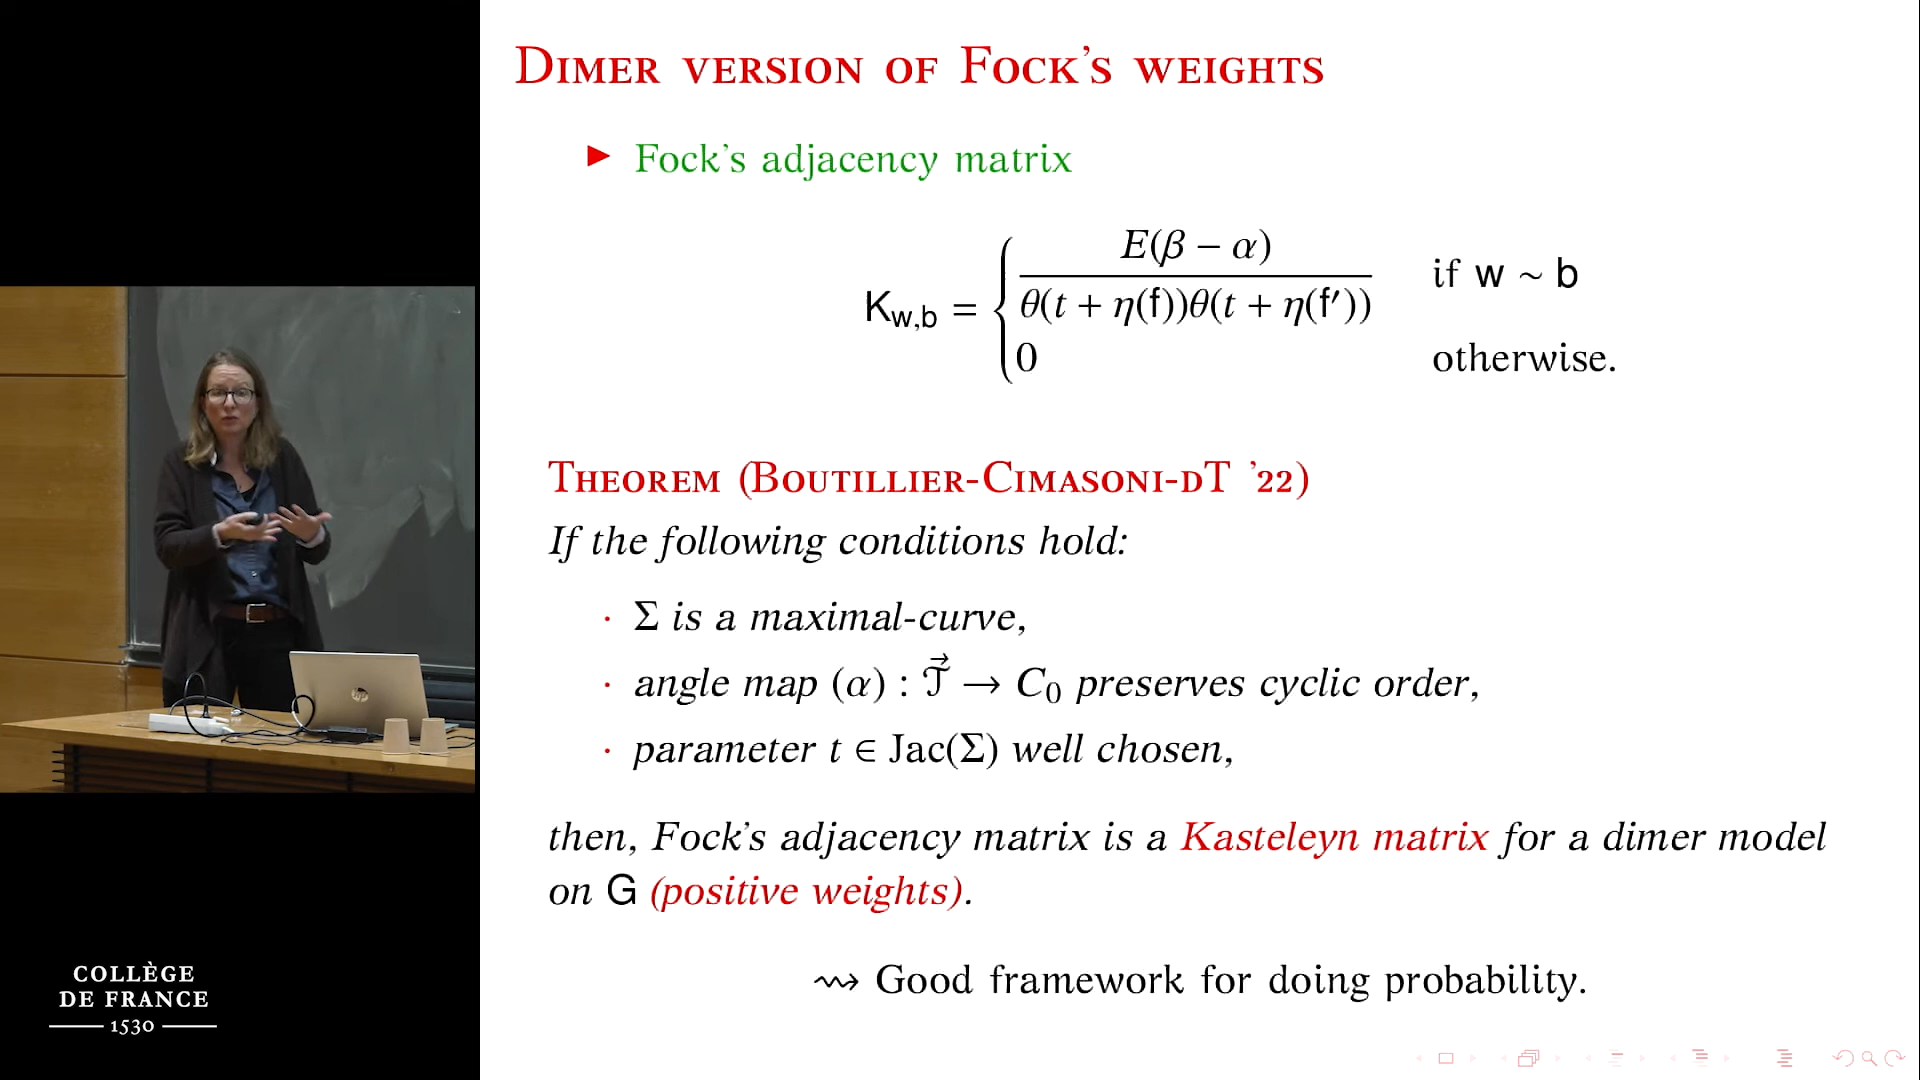 DIMER VERSION OF FOCK'S WEIGHTS
▶ Fock's adjacency matrix
K_{w,b} = { E(β − α) / θ(t + η(f))θ(t + η(f′)) if w ∼ b
0 otherwise.
THEOREM (BOUTILLIER-CIMASONI-DT '22)
If the following conditions hold:
· Σ is a maximal-curve,
· angle map (α) : \vec{𝒯} → C₀ preserves cyclic order,
· parameter t ∈ Jac(Σ) well chosen,
then, Fock's adjacency matrix is a Kasteleyn matrix for a dimer model
on G (positive weights).
⇝ Good framework for doing probability.
COLLÈGE
DE FRANCE
1530
hp